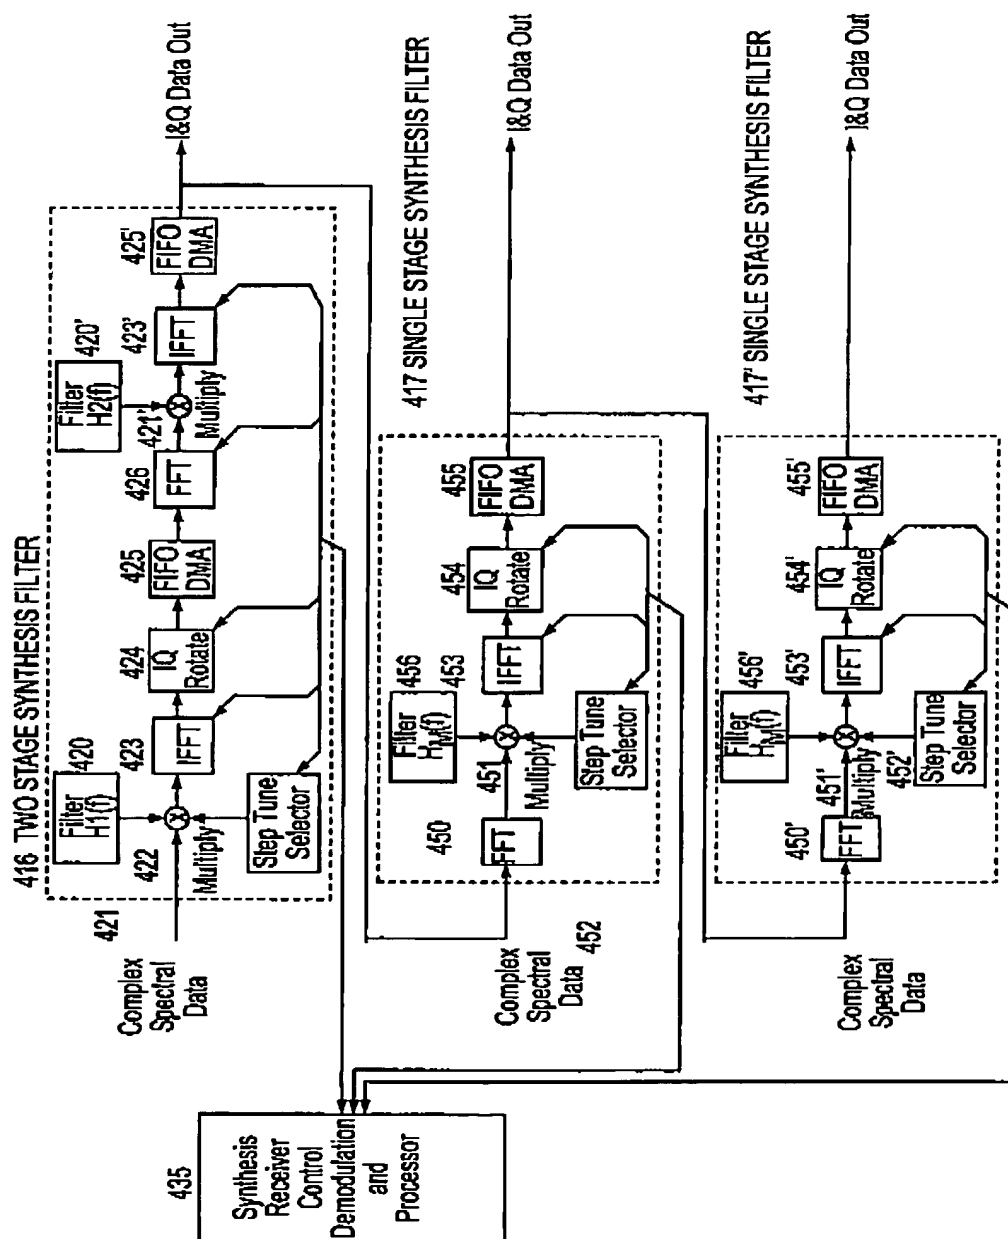 416 TWO STAGE SYNTHESIS FILTER
421
Complex
Spectral
Data
422
Multiply
420
Filter
H1(f)
Step Tune
Selector
423
IFFT
424
IQ
Rotate
425
FIFO
DMA
426
FFT
421'
Multiply
420'
Filter
H2(f)
423'
IFFT
425'
FIFO
DMA
I&Q Data Out
417 SINGLE STAGE SYNTHESIS FILTER
Complex
Spectral
Data
452
450
FFT
451
Multiply
456
Filter
HM(f)
Step Tune
Selector
453
IFFT
454
IQ
Rotate
455
FIFO
DMA
I&Q Data Out
417' SINGLE STAGE SYNTHESIS FILTER
Complex
Spectral
Data
450'
FFT
451'
Multiply
452'
456'
Filter
HM(f)
Step Tune
Selector
453'
IFFT
454'
IQ
Rotate
455'
FIFO
DMA
I&Q Data Out
435
Synthesis
Receiver
Control
Demodulation
and
Processor